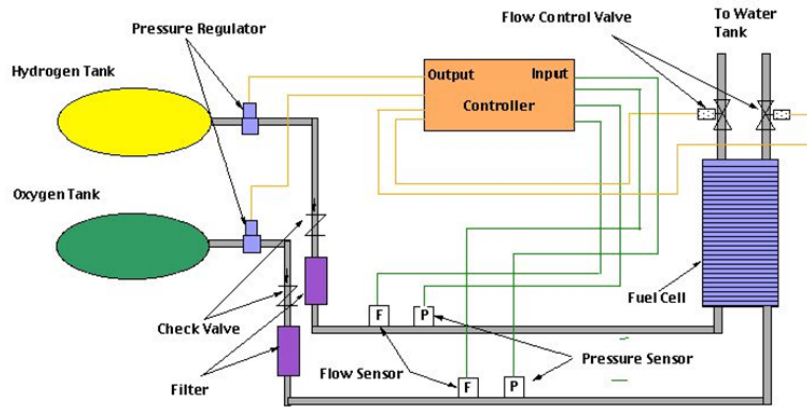 Flow Control Valve
To Water
Tank
Pressure Regulator
Hydrogen Tank
Output
Input
Controller
Oxygen Tank
Fuel Cell
Check Valve
F
P
Pressure Sensor
Flow Sensor
F
P
Filter